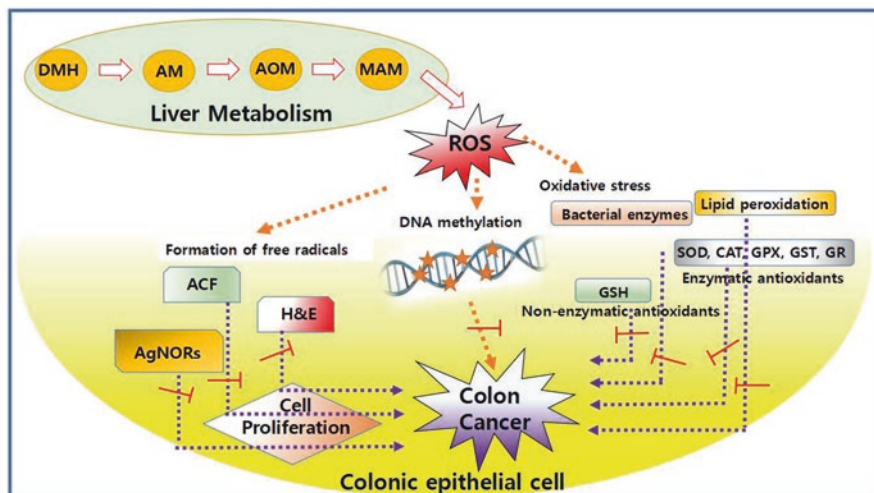 DMH
AM
AOM
MAM
Liver Metabolism
ROS
Oxidative stress
Lipid peroxidation
Bacterial enzymes
DNA methylation
Formation of free radicals
SOD, CAT, GPX, GST, GR
Enzymatic antioxidants
ACF
GSH
Non-enzymatic antioxidants
H&E
AgNORs
Cell
Proliferation
Colon
Cancer
Colonic epithelial cell